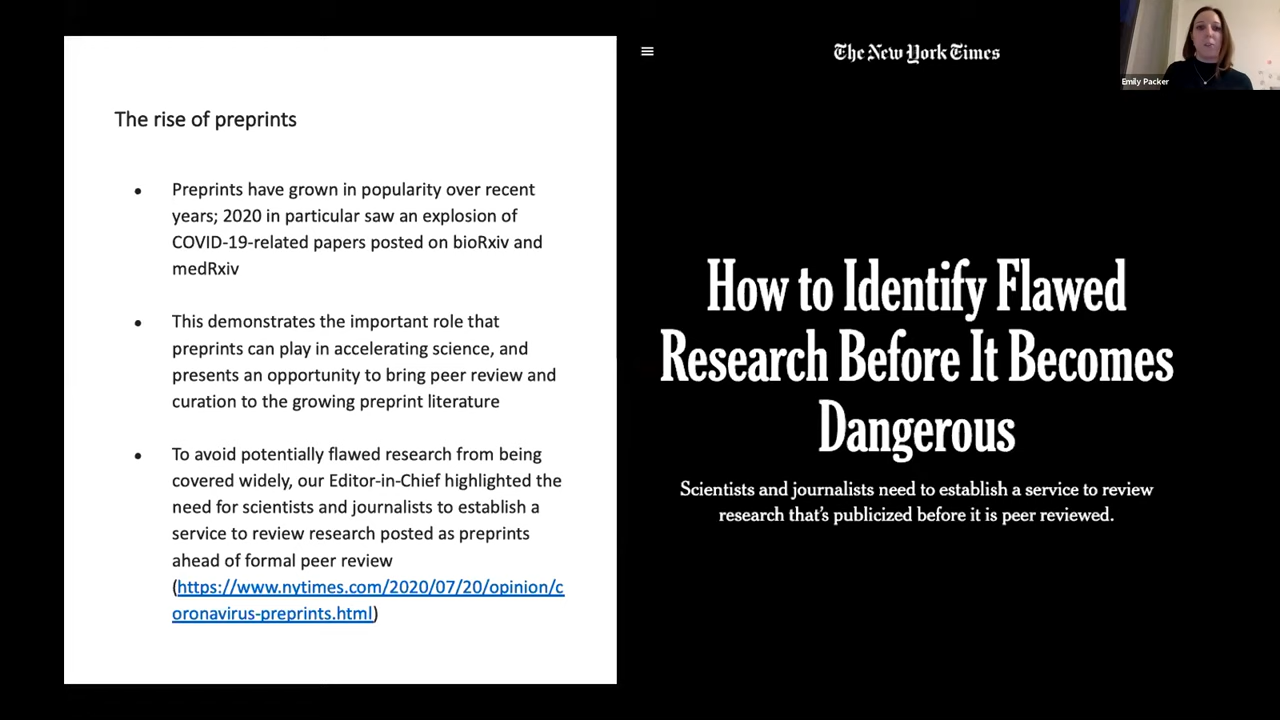 The rise of preprints
• Preprints have grown in popularity over recent
years; 2020 in particular saw an explosion of
COVID-19-related papers posted on bioRxiv and
medRxiv
• This demonstrates the important role that
preprints can play in accelerating science, and
presents an opportunity to bring peer review and
curation to the growing preprint literature
• To avoid potentially flawed research from being
covered widely, our Editor-in-Chief highlighted the
need for scientists and journalists to establish a
service to review research posted as preprints
ahead of formal peer review
(https://www.nytimes.com/2020/07/20/opinion/c
oronavirus-preprints.html)
The New York Times
How to Identify Flawed
Research Before It Becomes
Dangerous
Scientists and journalists need to establish a service to review
research that's publicized before it is peer reviewed.
Emily Packer